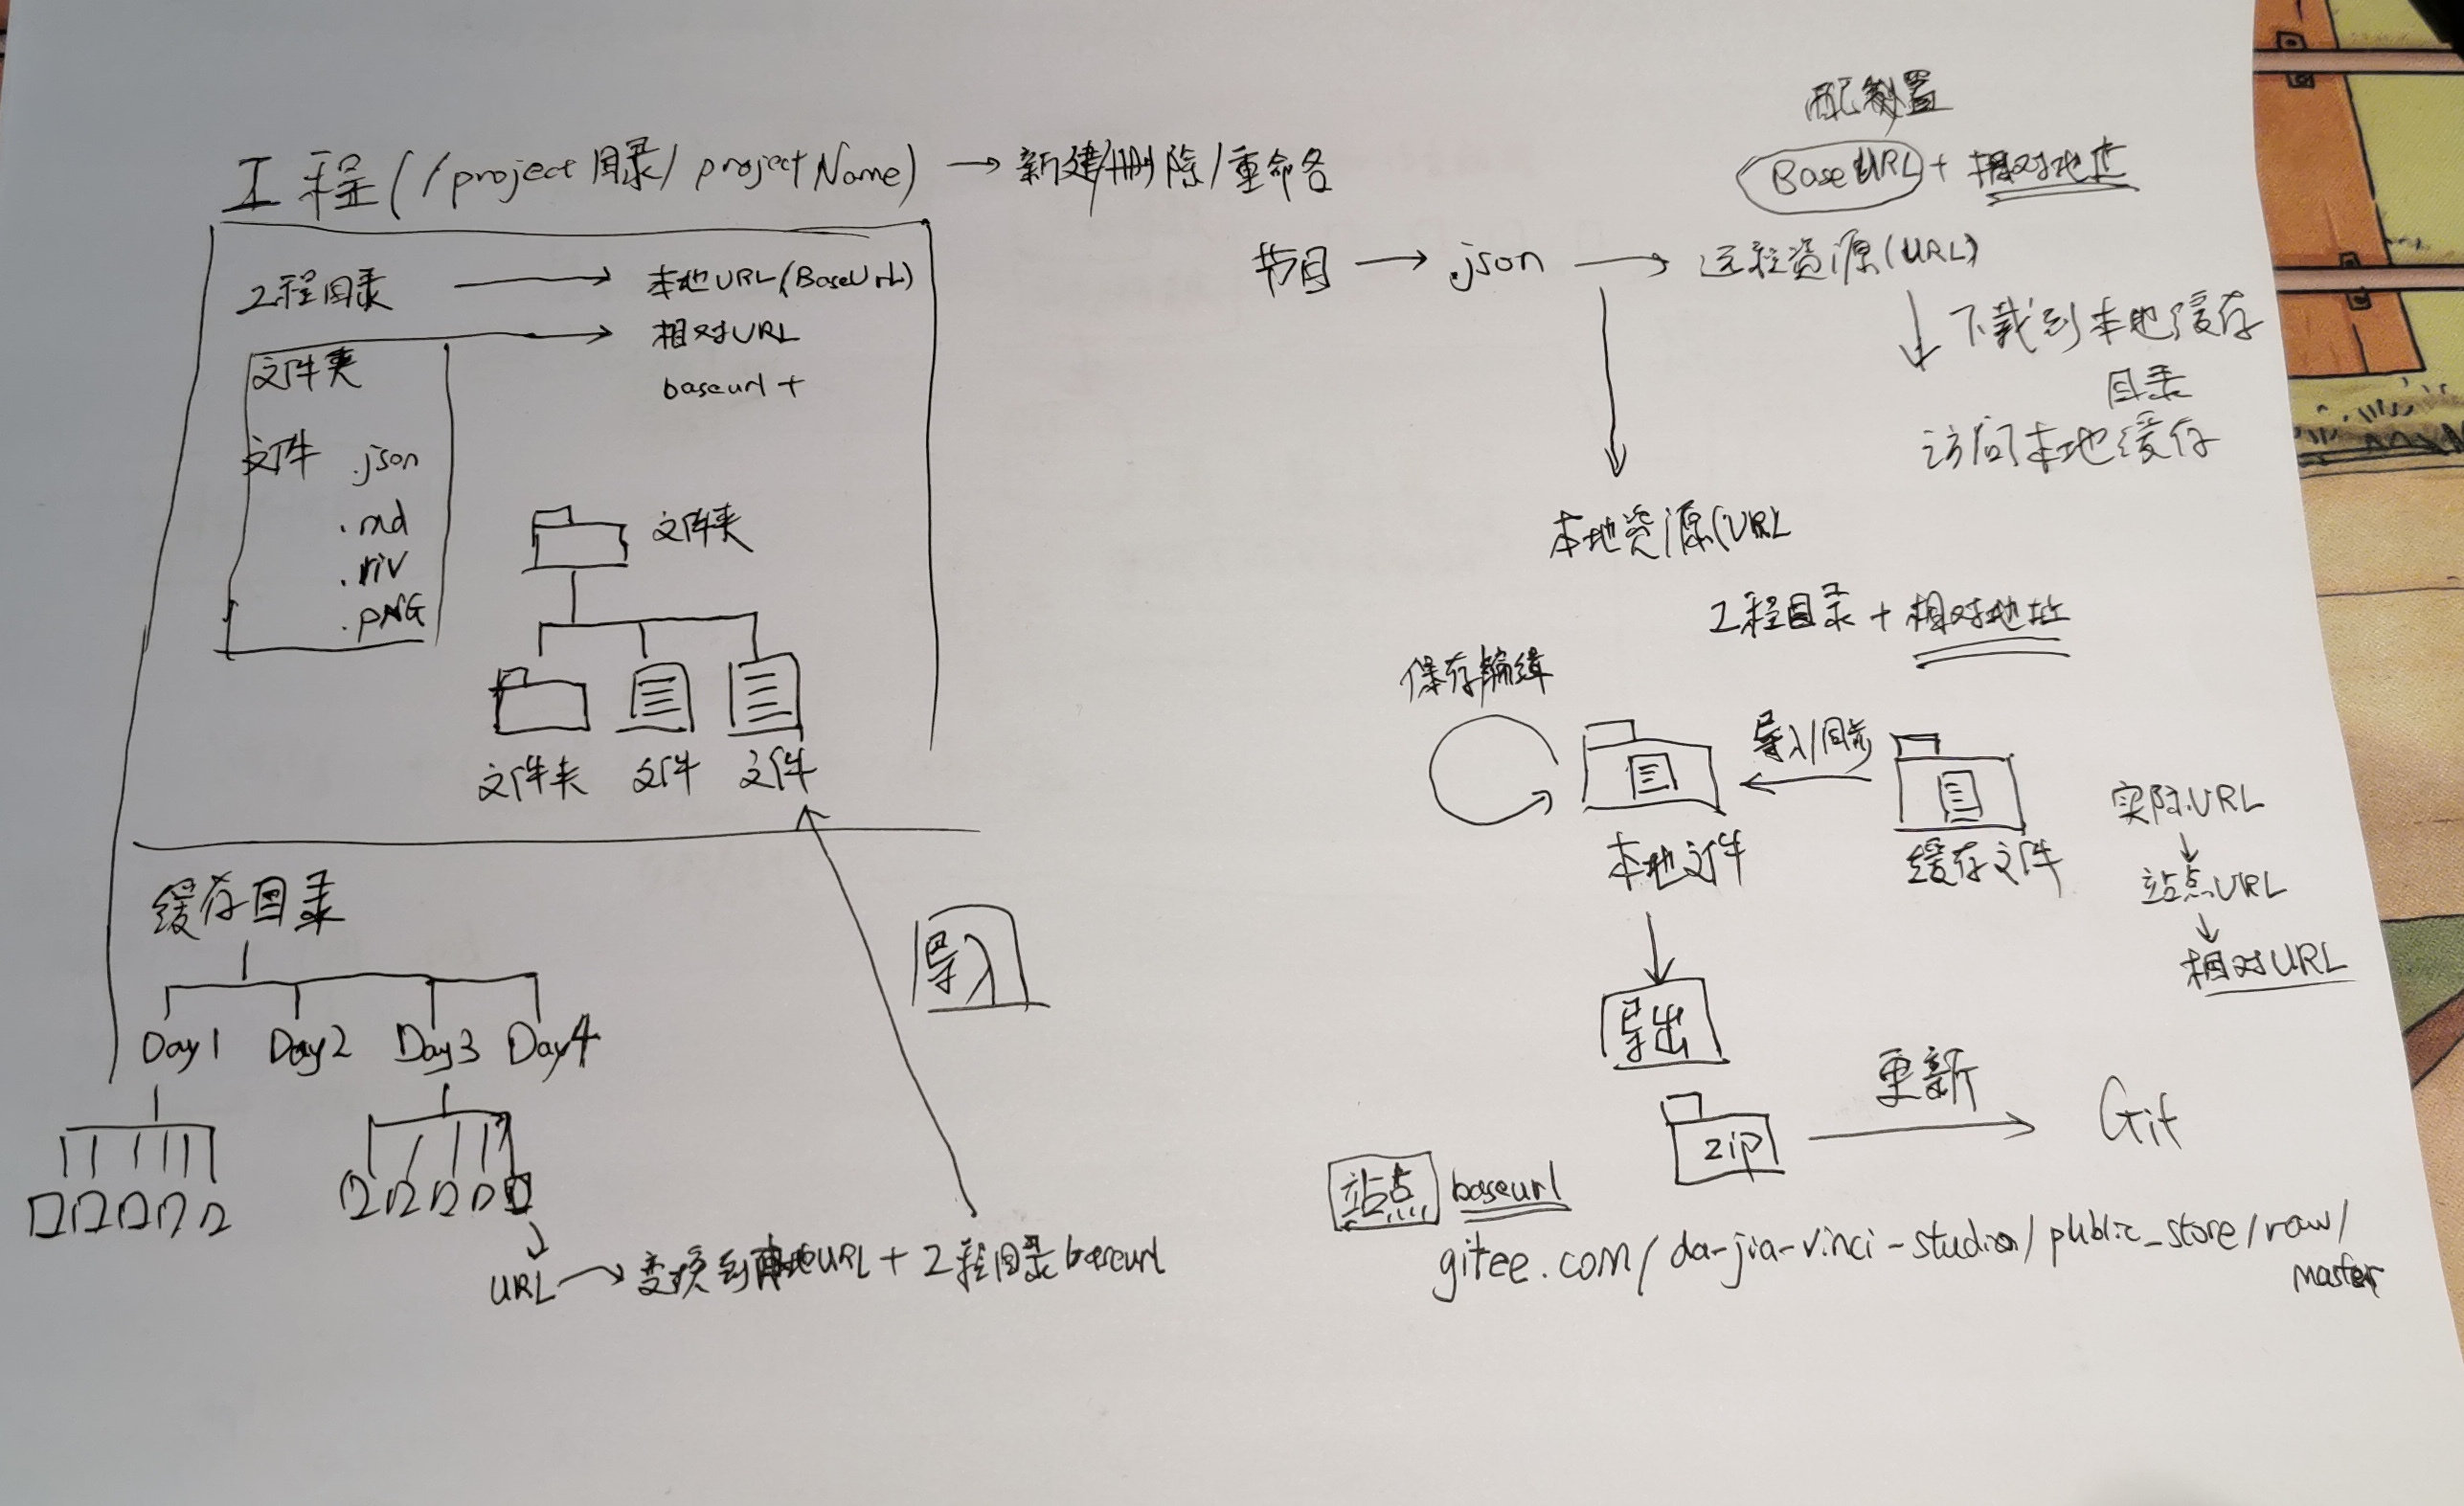 工程(/project目录/projectName) → 新建/删除/重命名
工程目录 → 本地URL(BaseUrl)
→ 相对URL
baseurl +
文件夹
文件 .json
.md
.riv
.PNG
文件夹
文件夹 文件 文件
缓存目录
Day1 Day2 Day3 Day4
导入
URL → 变换到本地URL + 工程目录baseurl
配置
BaseURL + 相对地址
节目 → json → 远程资源(URL)
下载到本地缓存
目录
访问本地缓存
本地资源(URL
工程目录 + 相对地址
保存编辑
导入/同步
本地文件 缓存文件
实际URL
站点URL
相对URL
导出
zip 更新 Git
站点 baseurl
gitee.com/da-jia-vinci-studio/public_store/raw/
master